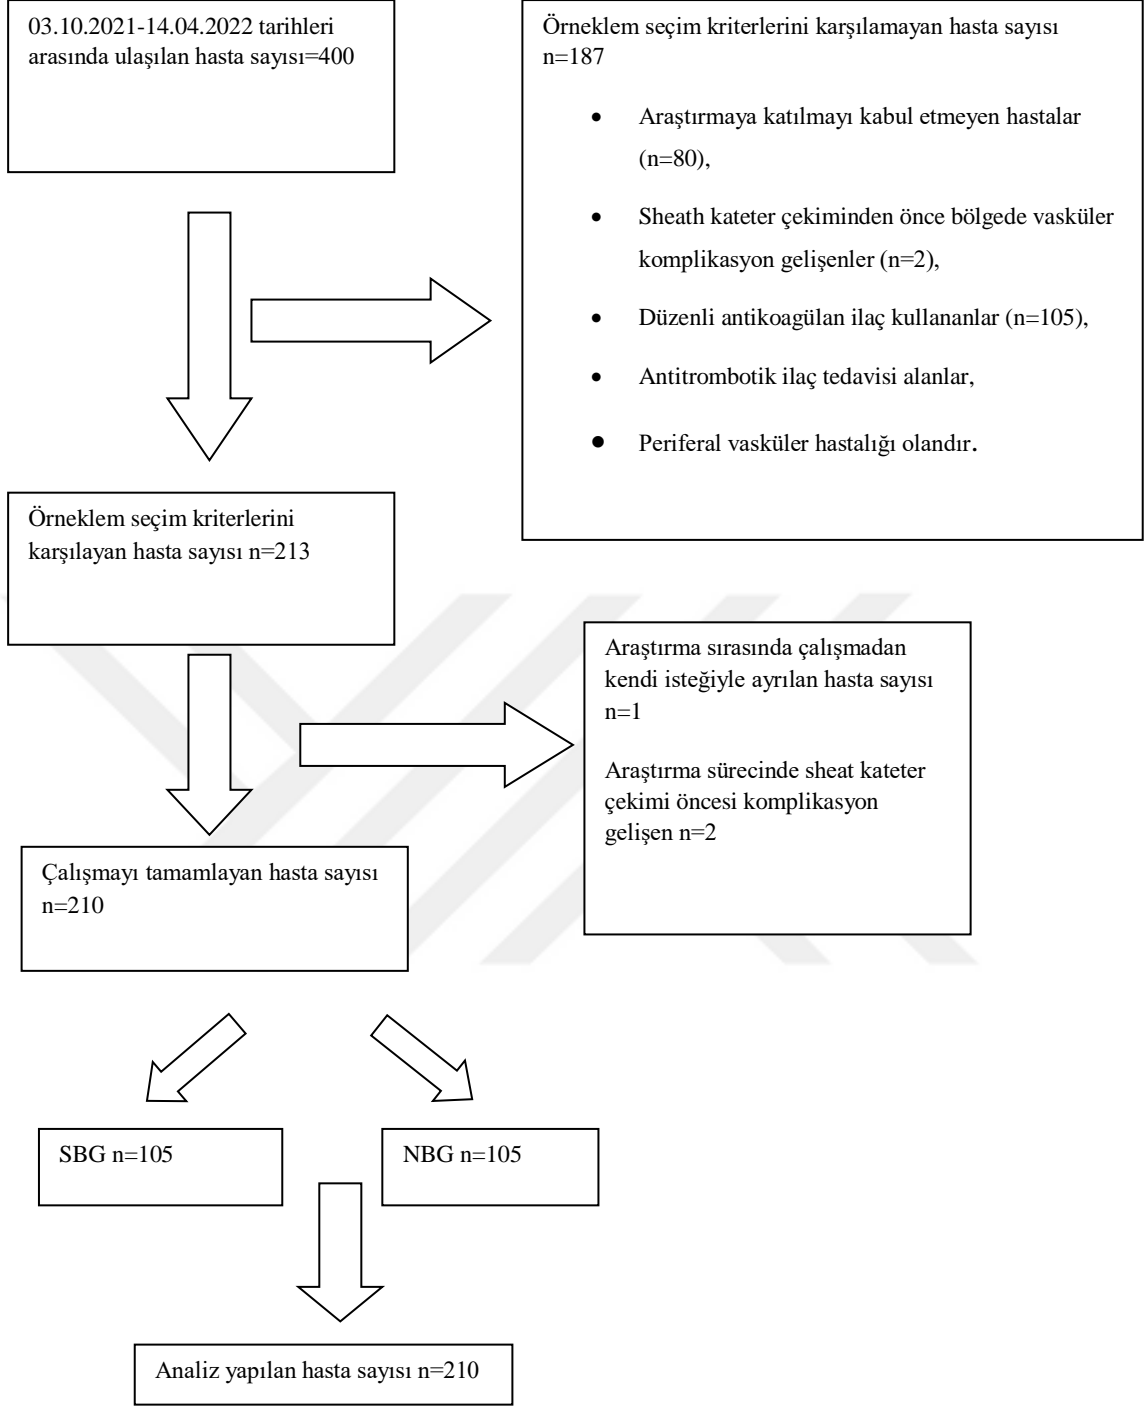 03.10.2021-14.04.2022 tarihleri
arasında ulaşılan hasta sayısı=400
Örneklem seçim kriterlerini karşılamayan hasta sayısı
n=187
• Araştırmaya katılmayı kabul etmeyen hastalar
(n=80),
• Sheath kateter çekiminden önce bölgede vasküler
komplikasyon gelişenler (n=2),
• Düzenli antikoagülan ilaç kullananlar (n=105),
• Antitrombotik ilaç tedavisi alanlar,
• Periferal vasküler hastalığı olandır.
Örneklem seçim kriterlerini
karşılayan hasta sayısı n=213
Araştırma sırasında çalışmadan
kendi isteğiyle ayrılan hasta sayısı
n=1
Araştırma sürecinde sheat kateter
çekimi öncesi komplikasyon
gelişen n=2
Çalışmayı tamamlayan hasta sayısı
n=210
SBG n=105
NBG n=105
Analiz yapılan hasta sayısı n=210